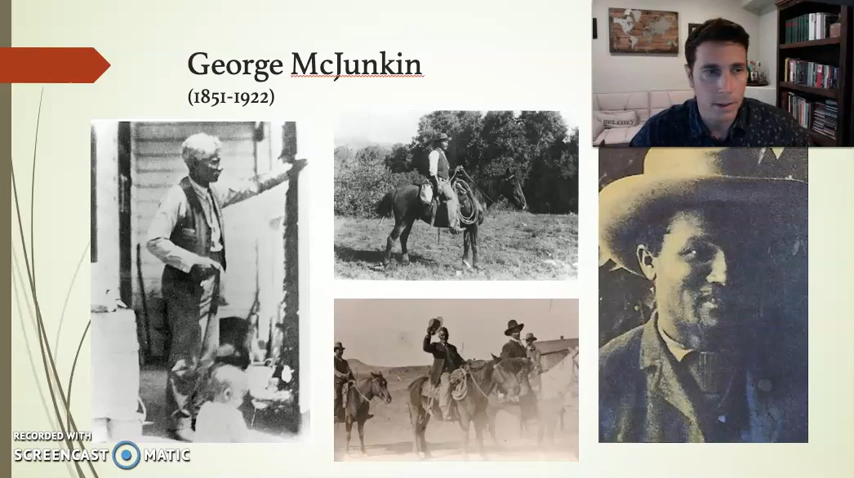 George McJunkin
(1851-1922)
RECORDED WITH
SCREENCAST MATIC